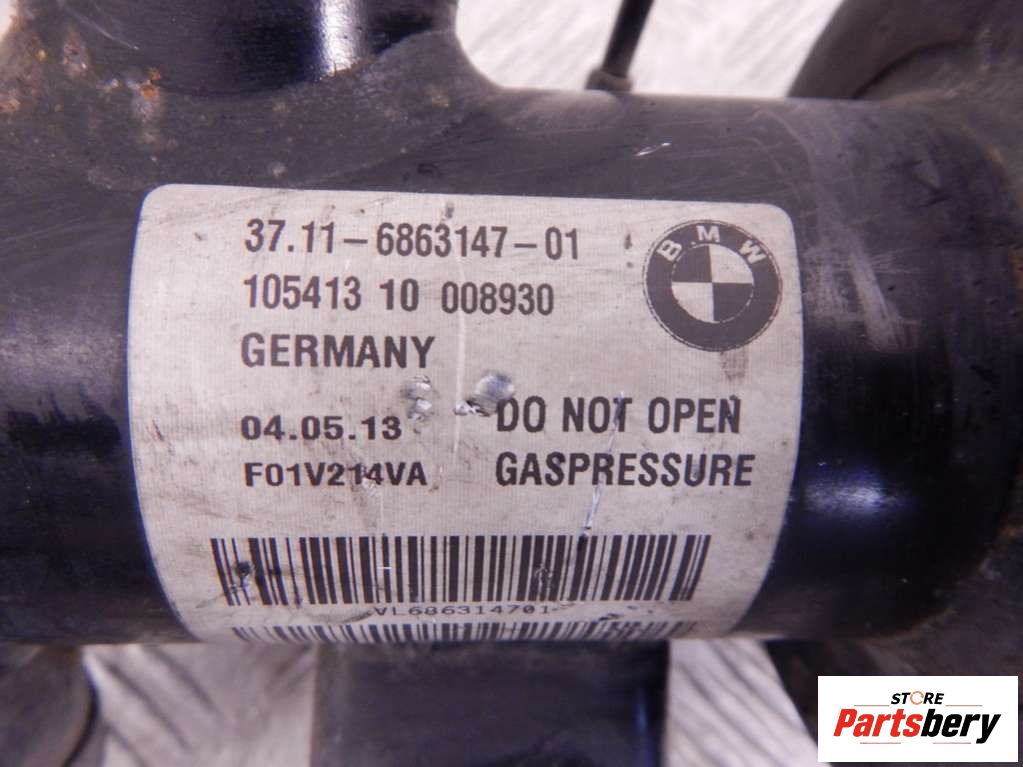 37.11-6863147-01
BMW
105413 10 008930
GERMANY
04.05.13
DO NOT OPEN
F01V214VA
GASPRESSURE
VL686314701
STORE
Partsbery